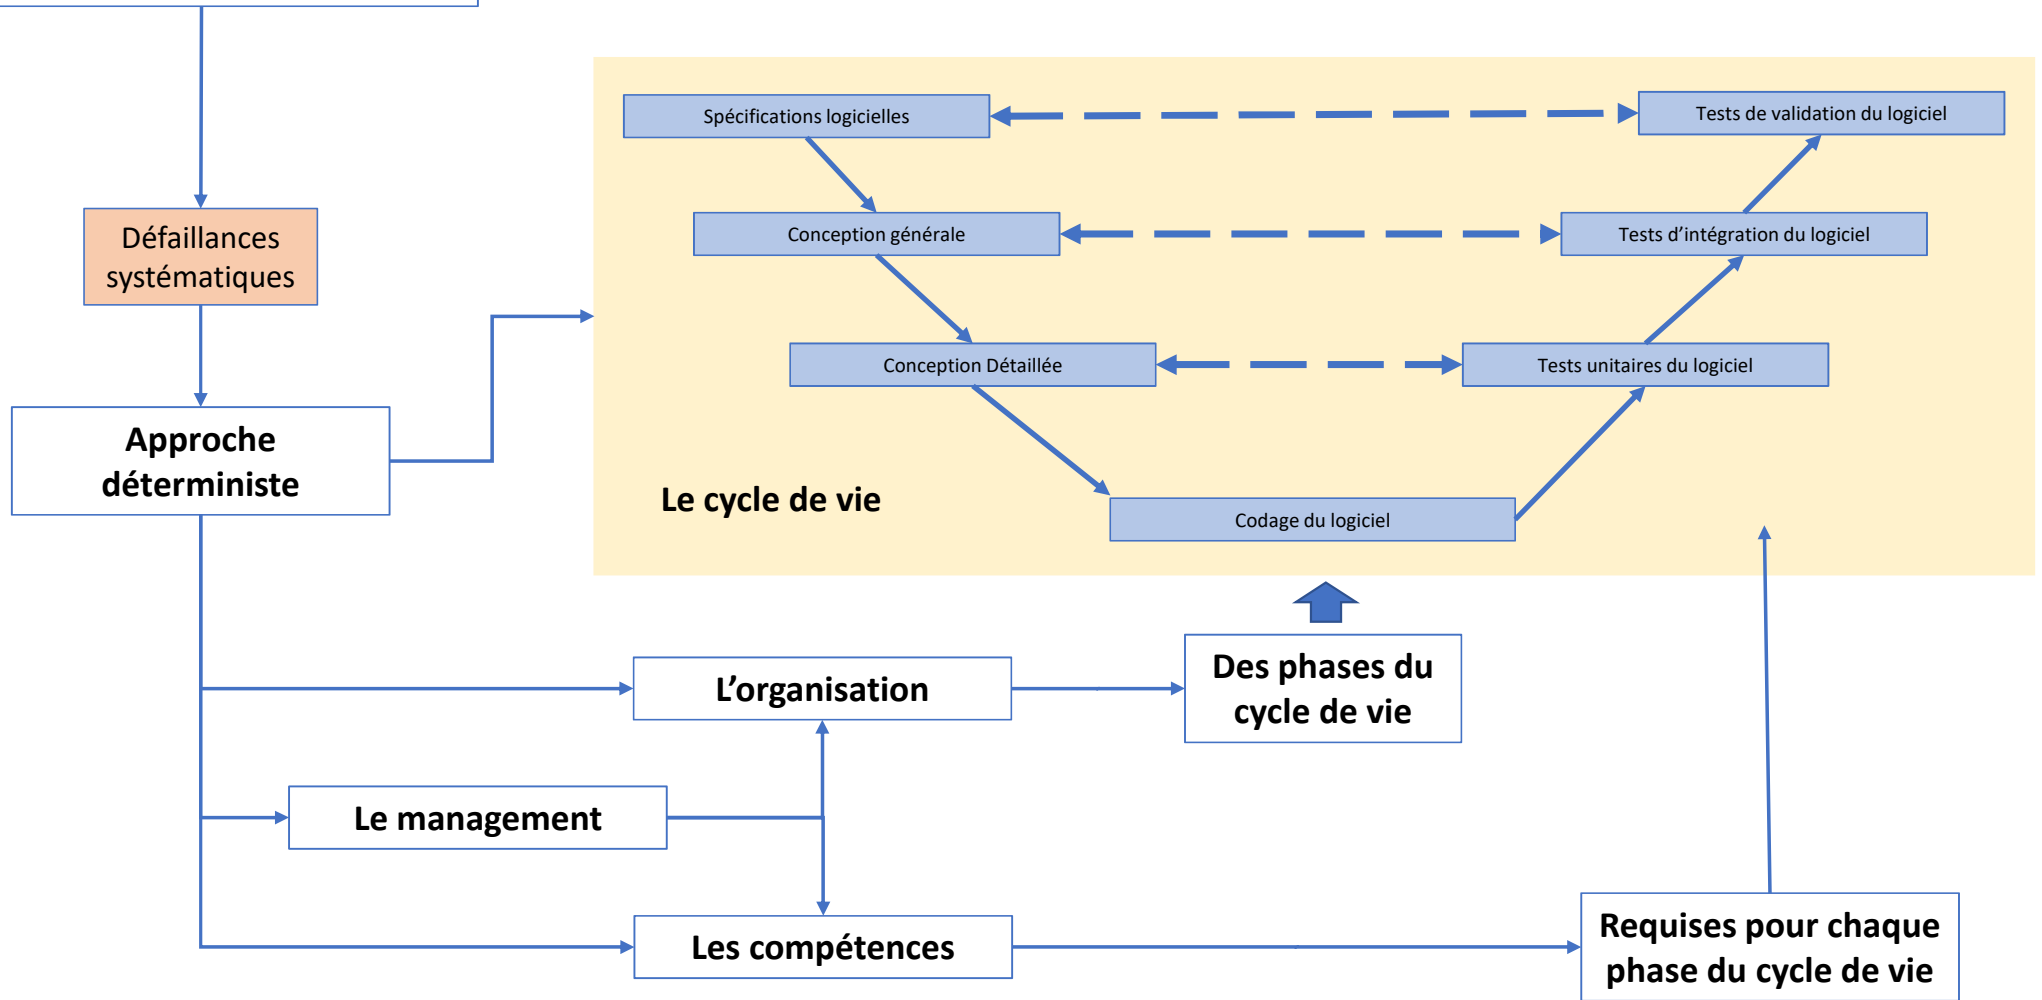 Spécifications logicielles
Tests de validation du logiciel
Conception générale
Tests d’intégration du logiciel
Défaillances
systématiques
Conception Détaillée
Tests unitaires du logiciel
Approche
déterministe
Le cycle de vie
Codage du logiciel
L’organisation
Des phases du
cycle de vie
Le management
Les compétences
Requises pour chaque
phase du cycle de vie